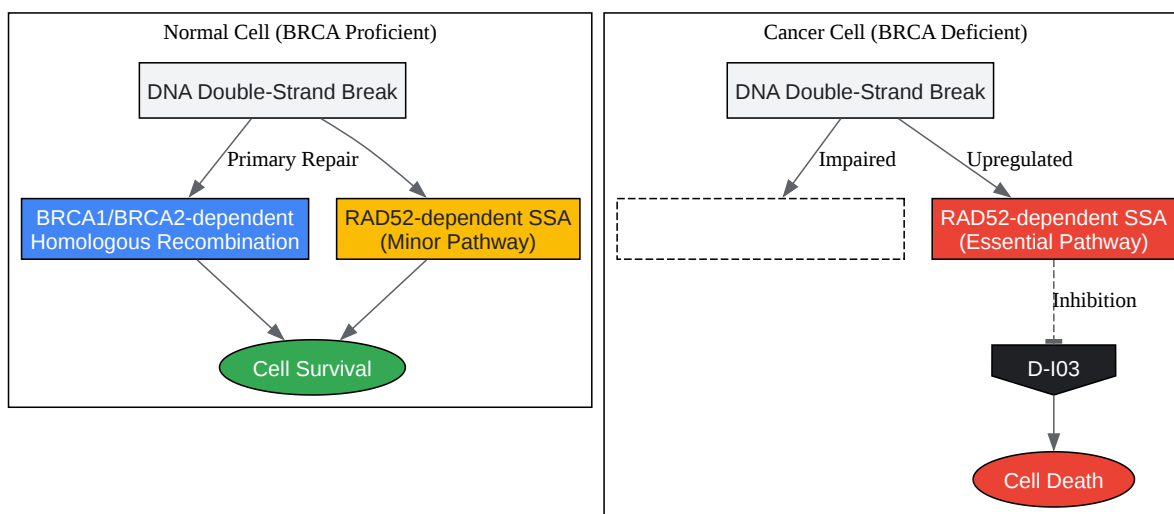 Normal Cell (BRCA Proficient)
DNA Double-Strand Break
Primary Repair
BRCA1/BRCA2-dependent
Homologous Recombination
RAD52-dependent SSA
(Minor Pathway)
Cell Survival
Cancer Cell (BRCA Deficient)
DNA Double-Strand Break
Impaired
Upregulated
RAD52-dependent SSA
(Essential Pathway)
Inhibition
D-I03
Cell Death